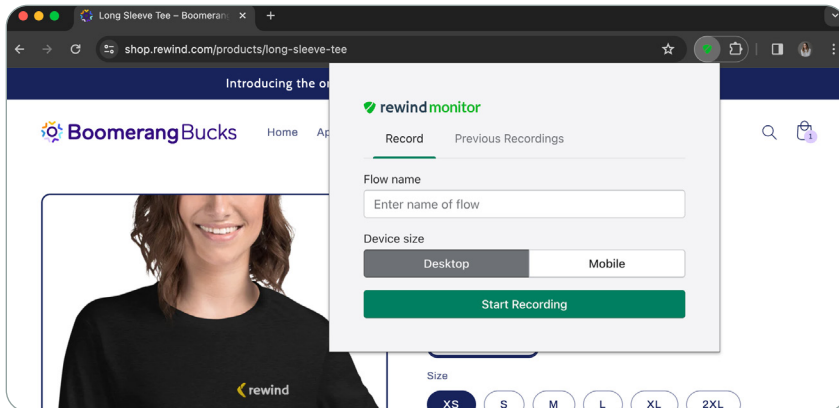 Long Sleeve Tee – Boomerang
shop.rewind.com/products/long-sleeve-tee
Introducing the
rewind monitor
BoomerangBucks
Home
Record
Previous Recordings
1
Flow name
Enter name of flow
Device size
Desktop
Mobile
Start Recording
rewind
Size
XS
S
M
L
XL
2XL